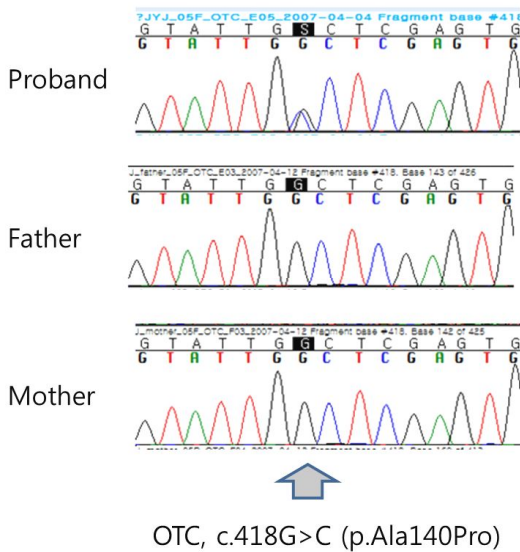 ?JYJ_05F_OTC_E05_2007-04-04 Fragment base #418
G T A T T G S C T C G A G T G
G T A T T G G C T C G A G T G
Proband
J_father_05F_OTC_E03_2007-04-12 Fragment base #418. Base 143 of 426
G T A T T G G C T C G A G T G
G T A T T G G C T C G A G T G
Father
J_mother_05F_OTC_F03_2007-04-12 Fragment base #418. Base 142 of 425
G T A T T G G C T C G A G T G
G T A T T G G C T C G A G T G
Mother
OTC, c.418G>C (p.Ala140Pro)